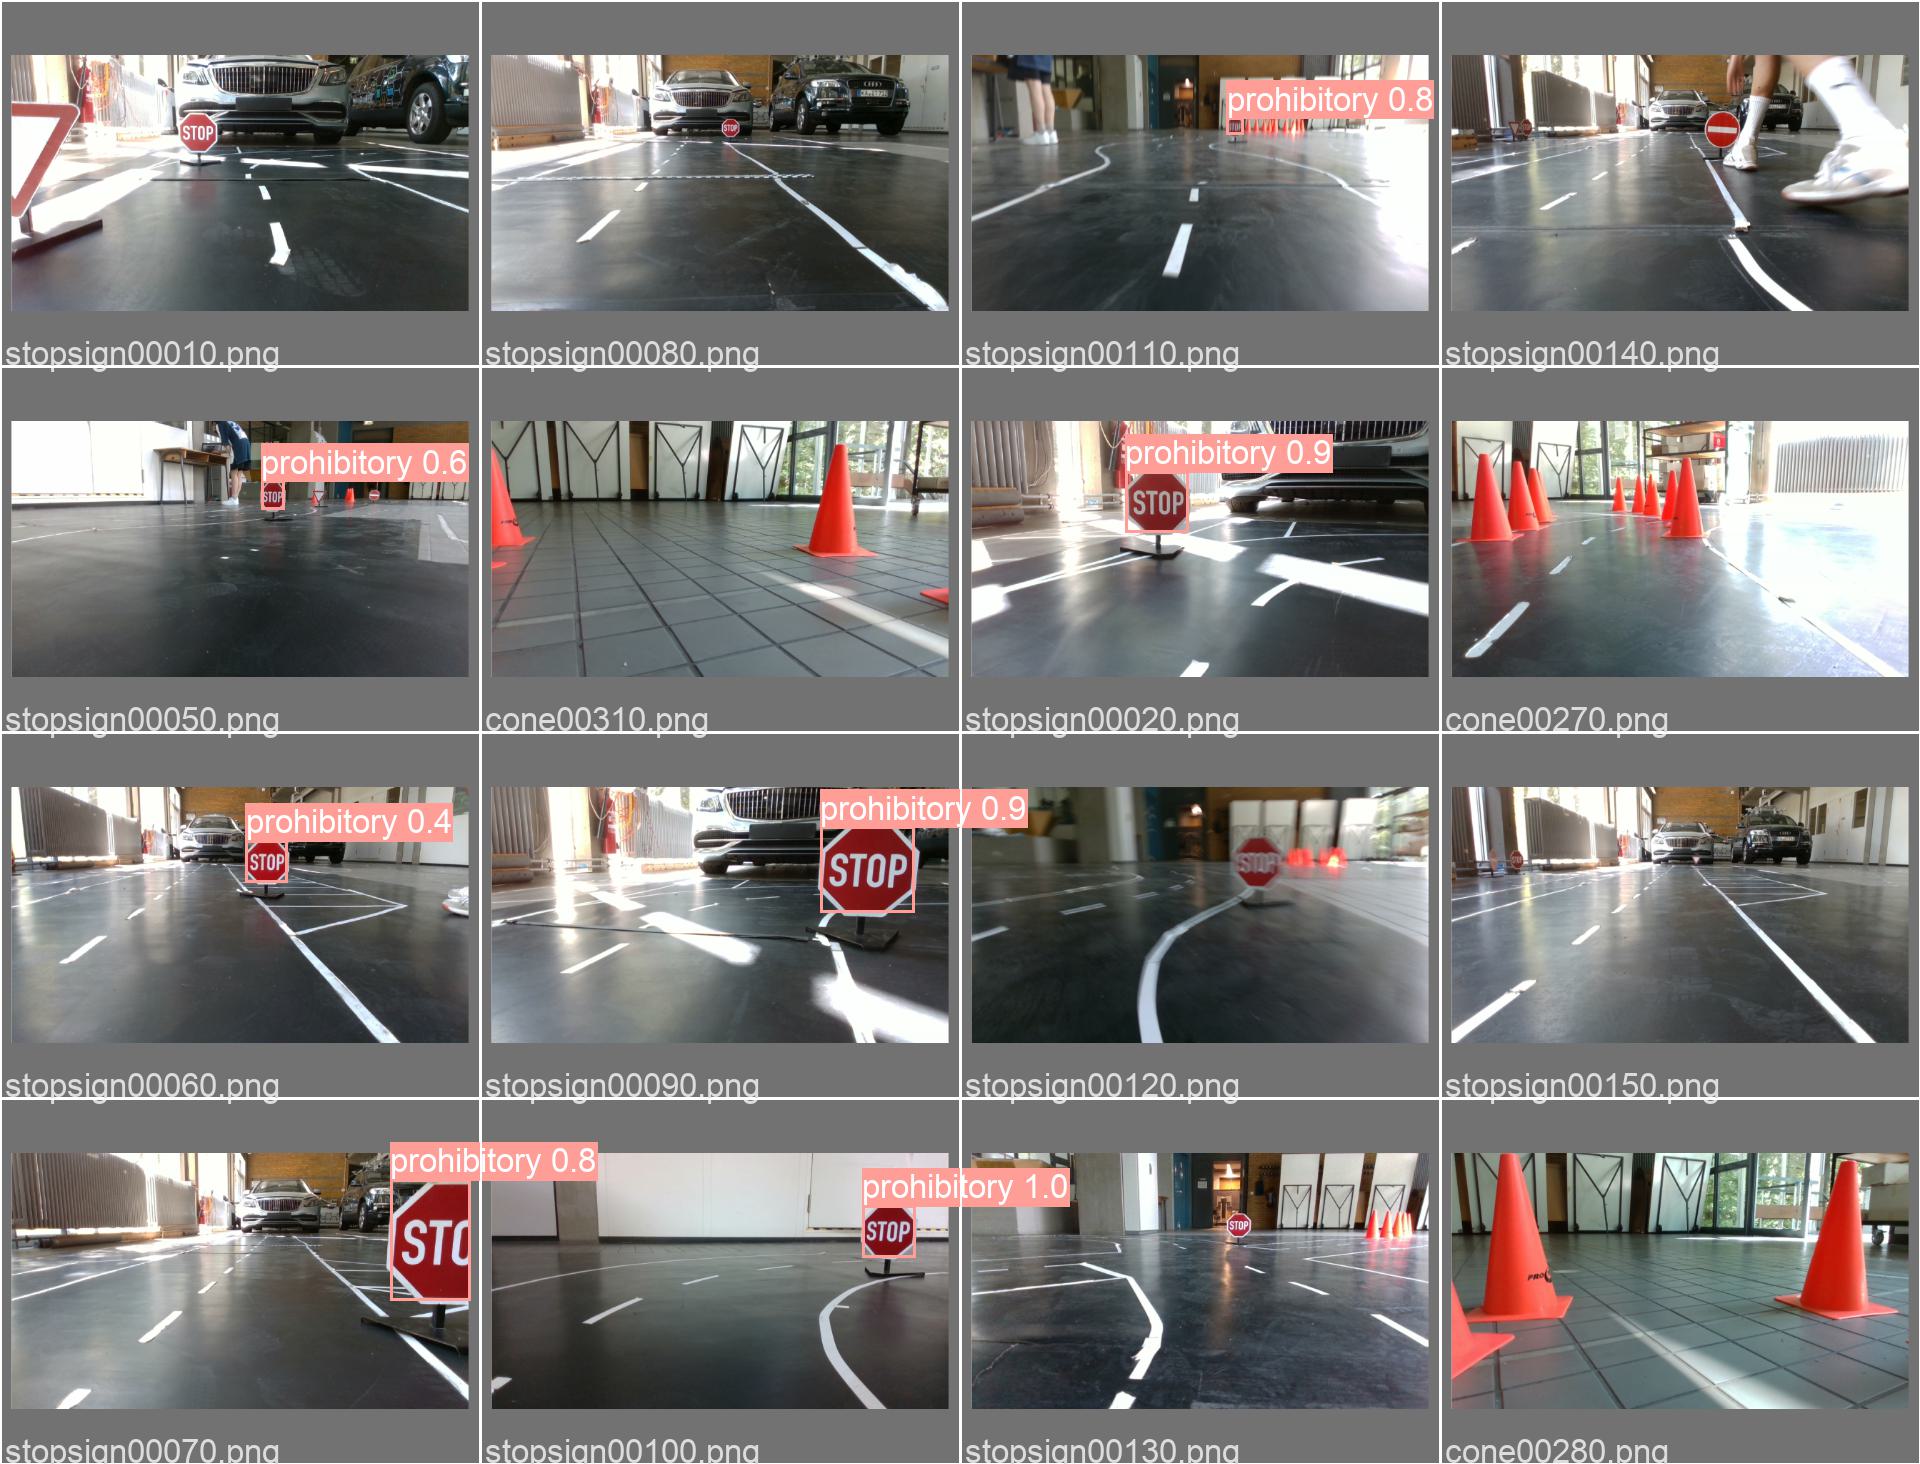 STOP
STOP
prohibitory 0.8
stopsign00010.png
stopsign00080.png
stopsign00110.png
stopsign00140.png
prohibitory 0.6
STOP
prohibitory 0.9
STOP
stopsign00050.png
cone00310.png
stopsign00020.png
cone00270.png
prohibitory 0.4
STOP
prohibitory 0.9
STOP
STOP
stopsign00060.png
stopsign00090.png
stopsign00120.png
stopsign00150.png
prohibitory 0.8
STO
prohibitory 1.0
STOP
STOP
stopsign00070.png
stopsign00100.png
stopsign00130.png
cone00280.png